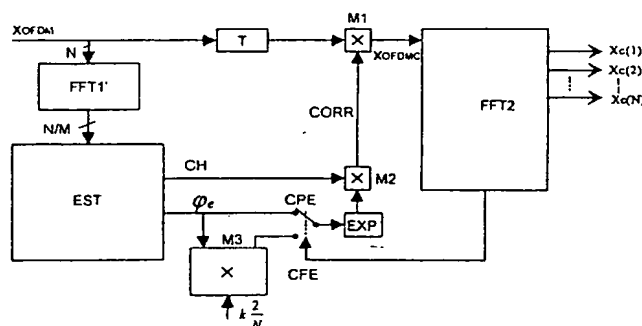 M1
XOFDM
T
×
Xc(1)
N
XOFDMC
Xc(2)
FFT1'
Xc(N)
CORR
FFT2
N/M
CH
×
M2
EST
φe
CPE
EXP
M3
×
CFE
k 2/N